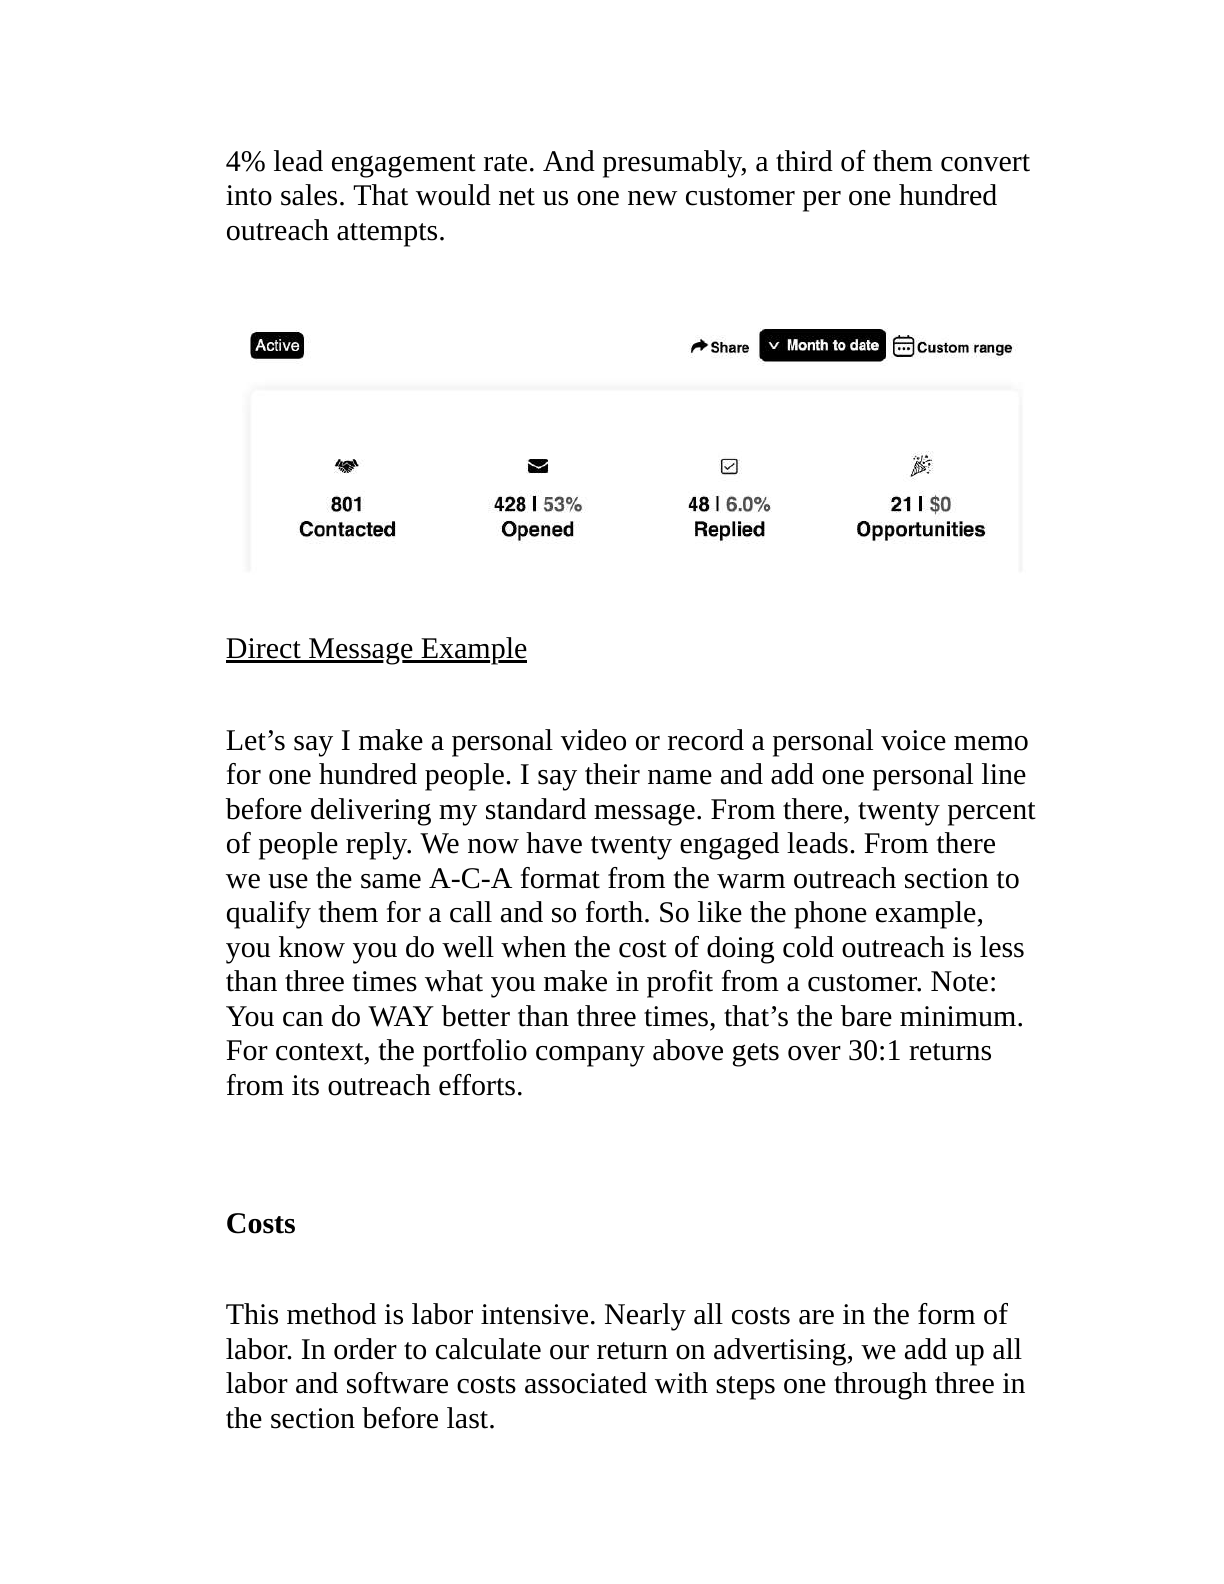 4% lead engagement rate. And presumably, a third of them convert
into sales. That would net us one new customer per one hundred
outreach attempts.
Active
Share
Month to date
Custom range
801
Contacted
428 | 53%
Opened
48 | 6.0%
Replied
21 | $0
Opportunities
Direct Message Example
Let’s say I make a personal video or record a personal voice memo
for one hundred people. I say their name and add one personal line
before delivering my standard message. From there, twenty percent
of people reply. We now have twenty engaged leads. From there
we use the same A-C-A format from the warm outreach section to
qualify them for a call and so forth. So like the phone example,
you know you do well when the cost of doing cold outreach is less
than three times what you make in profit from a customer. Note:
You can do WAY better than three times, that’s the bare minimum.
For context, the portfolio company above gets over 30:1 returns
from its outreach efforts.
Costs
This method is labor intensive. Nearly all costs are in the form of
labor. In order to calculate our return on advertising, we add up all
labor and software costs associated with steps one through three in
the section before last.